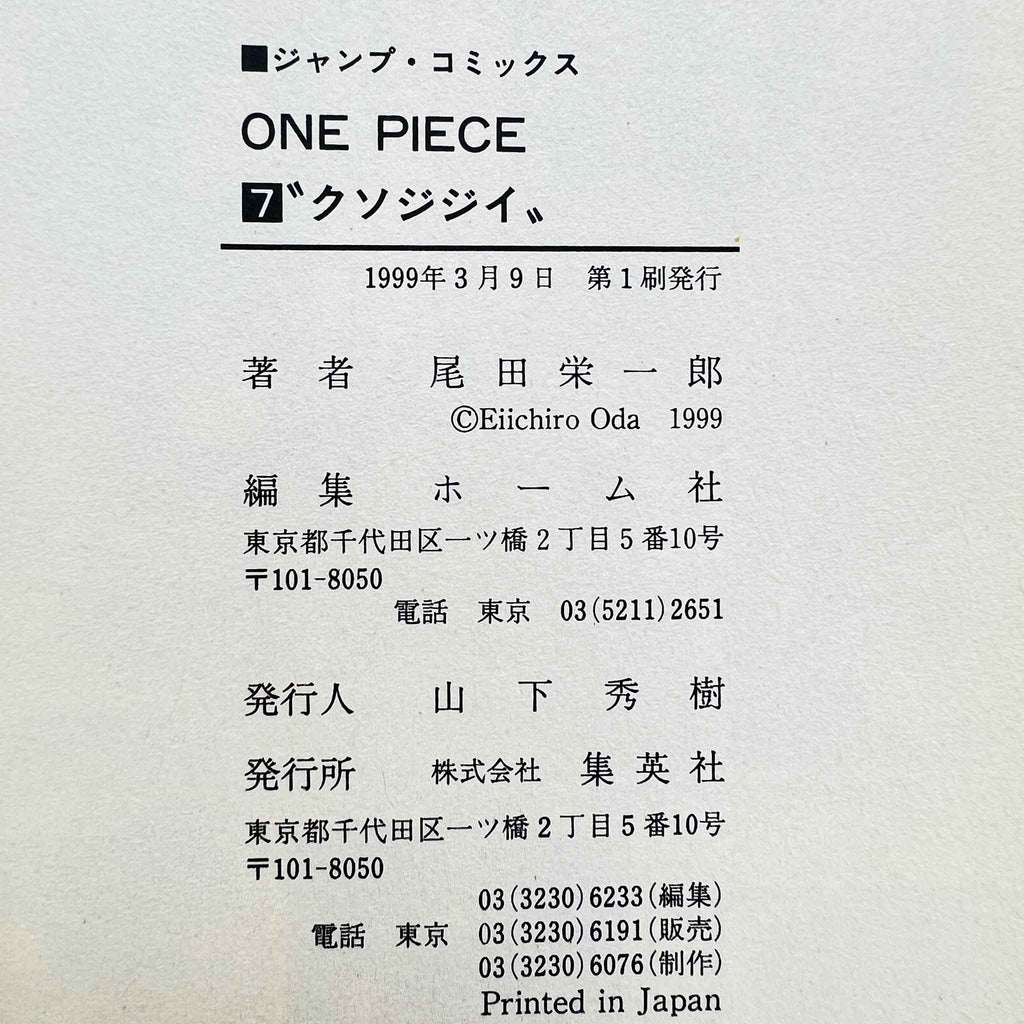 ■ジャンプ・コミックス
ONE PIECE
7〝クソジジイ〟
1999年3月9日　第1刷発行
著者　尾田栄一郎
©Eiichiro Oda　1999
編集　ホーム社
東京都千代田区一ツ橋2丁目5番10号
〒101-8050
電話　東京　03(5211)2651
発行人　山下秀樹
発行所　株式会社　集英社
東京都千代田区一ツ橋2丁目5番10号
〒101-8050
03(3230)6233(編集)
電話　東京　03(3230)6191(販売)
03(3230)6076(制作)
Printed in Japan